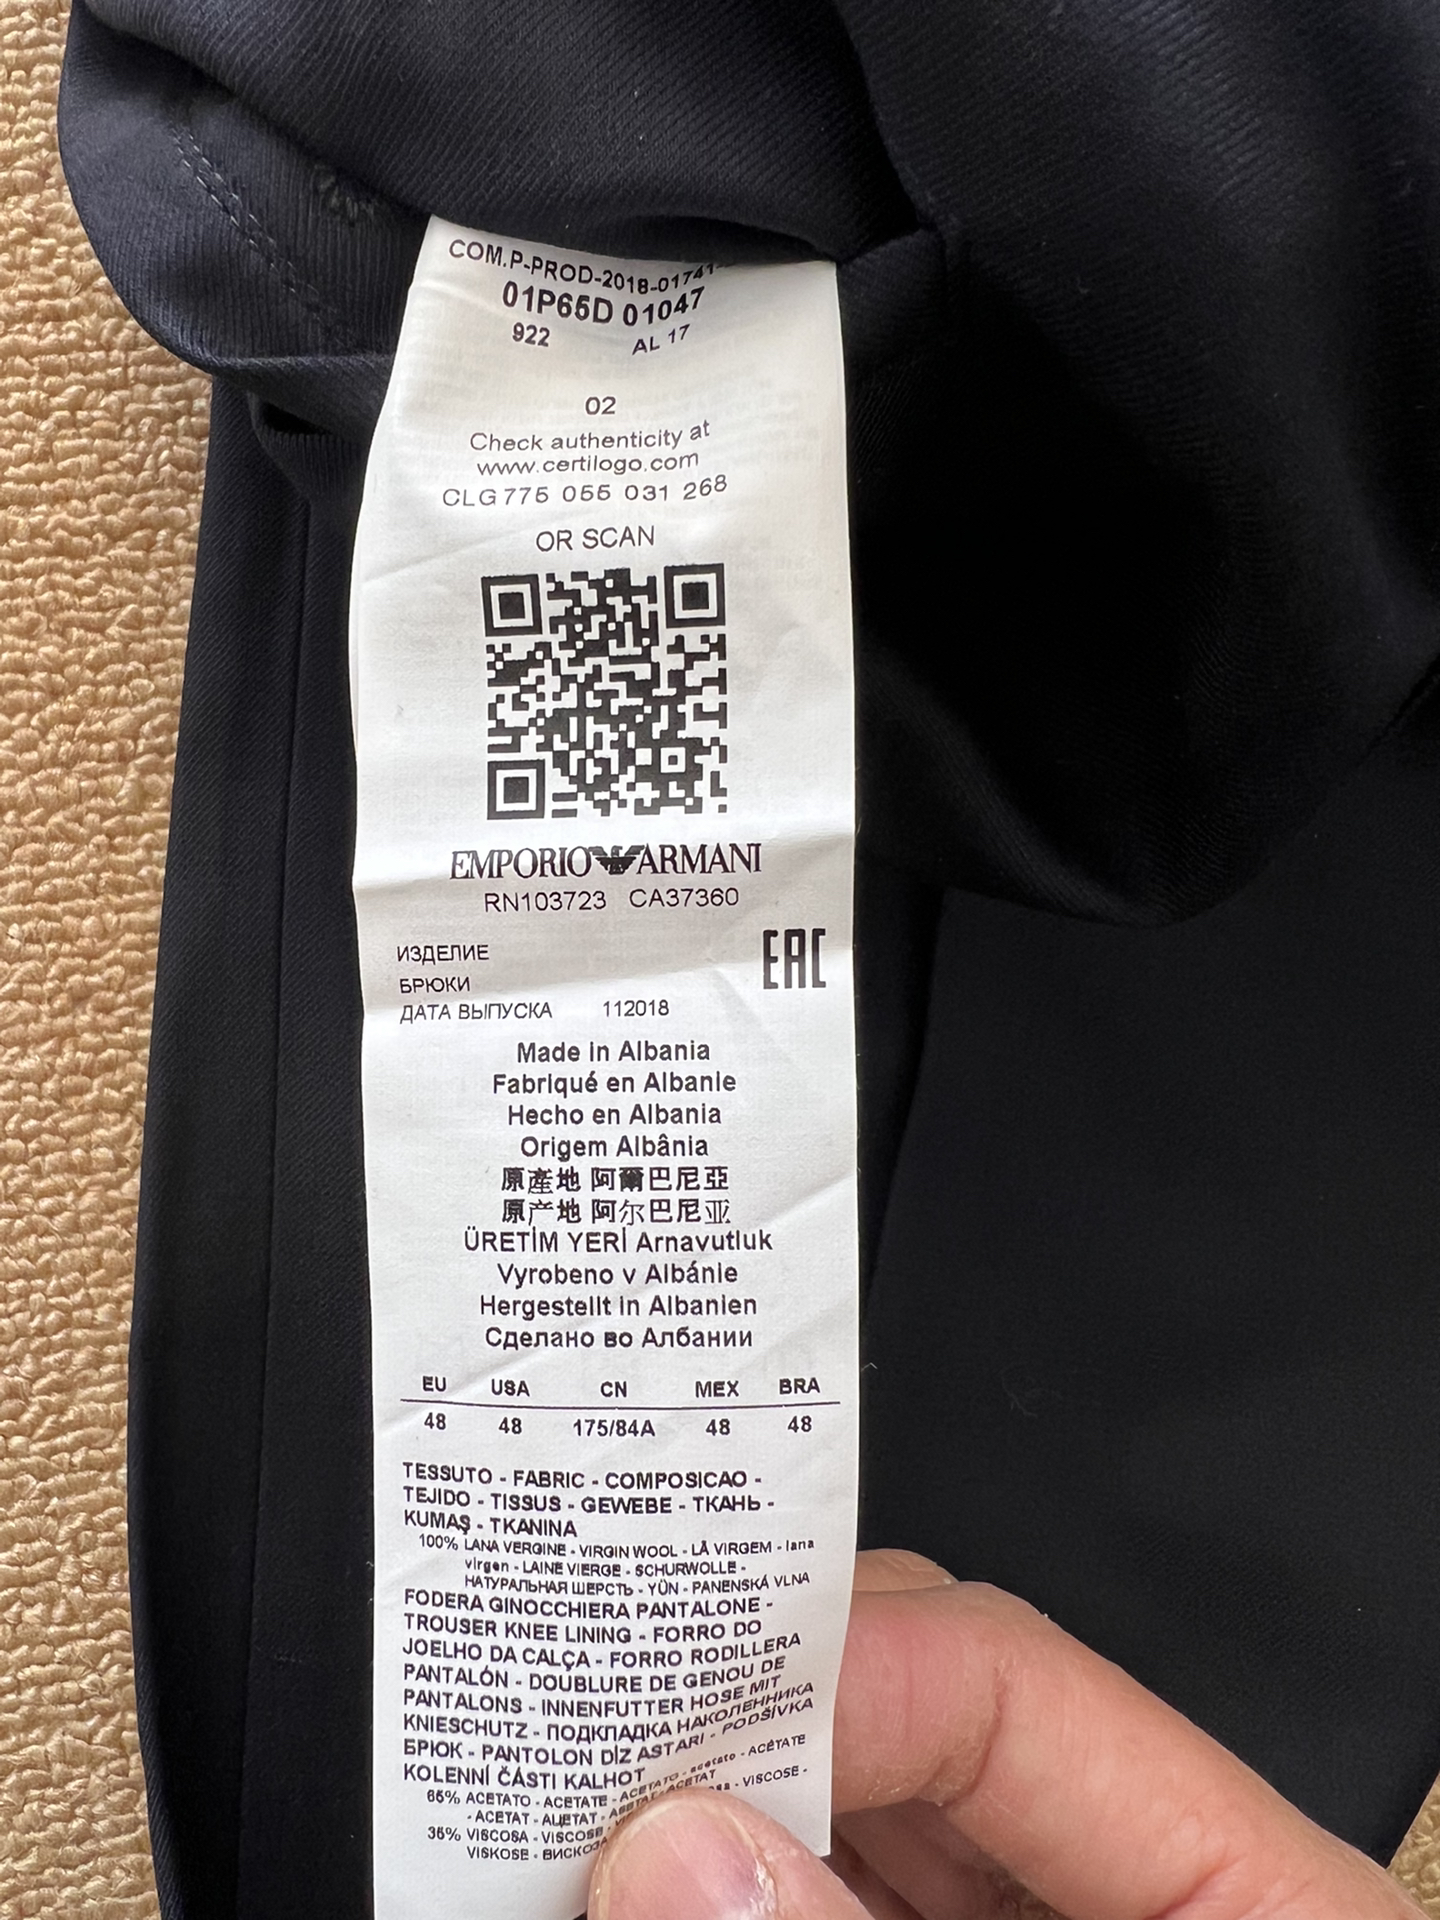 COM.P-PROD-2018-01741-
01P65D 01047
922 AL 17
02
Check authenticity at
www.certilogo.com
CLG 775 055 031 268
OR SCAN
EMPORIO ARMANI
RN103723 CA37360
EAC
ИЗДЕЛИЕ
БРЮКИ
ДАТА ВЫПУСКА 112018
Made in Albania
Fabriqué en Albanie
Hecho en Albania
Origem Albânia
原產地 阿爾巴尼亞
原产地 阿尔巴尼亚
ÜRETİM YERİ Arnavutluk
Vyrobeno v Albánie
Hergestellt in Albanien
Сделано во Албании
EU USA CN MEX BRA
48 48 175/84A 48 48
TESSUTO - FABRIC - COMPOSICAO -
TEJIDO - TISSUS - GEWEBE - ТКАНЬ -
KUMAŞ - TKANINA
100% LANA VERGINE - VIRGIN WOOL - LÃ VIRGEM - lana
virgen - LAINE VIERGE - SCHURWOLLE -
НАТУРАЛЬНАЯ ШЕРСТЬ - YÜN - PANENSKÁ VLNA
FODERA GINOCCHIERA PANTALONE -
TROUSER KNEE LINING - FORRO DO
JOELHO DA CALÇA - FORRO RODILLERA
PANTALÓN - DOUBLURE DE GENOU DE
PANTALONS - INNENFUTTER HOSE MIT
KNIESCHUTZ - ПОДКЛАДКА НАКОЛЕННИКА
БРЮК - PANTOLON DİZ ASTARI - PODŠÍVKA
KOLENNÍ ČÁSTI KALHOT
65% ACETATO - ACETATE - ACETATO - acetato - ACÉTATE
- ACETAT - АЦЕТАТ - ASETAT - ACETAT
35% VISCOSA - VISCOSE - VISCOSE -
VISKOSE -